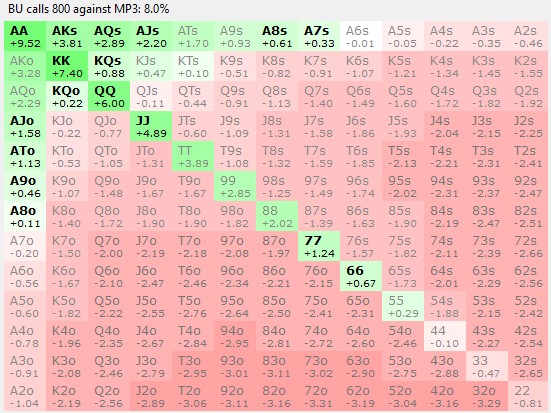 BU calls 800 against MP3: 8.0%
AA AKs AQs AJs ATs A9s A8s A7s A6s A5s A4s A3s A2s
+9.52 +3.81 +2.89 +2.20 +1.70 +0.93 +0.61 +0.33 -0.01 -0.05 -0.22 -0.35 -0.46
AKo KK KQs KJs KTs K9s K8s K7s K6s K5s K4s K3s K2s
+3.28 +7.40 +0.88 +0.47 +0.10 -0.51 -0.82 -0.91 -1.07 -1.21 -1.34 -1.45 -1.55
AQo KQo QQ QJs QTs Q9s Q8s Q7s Q6s Q5s Q4s Q3s Q2s
+2.29 +0.22 +6.00 -0.11 -0.44 -0.91 -1.13 -1.40 -1.49 -1.60 -1.72 -1.82 -1.92
AJo KJo QJo JJ JTs J9s J8s J7s J6s J5s J4s J3s J2s
+1.58 -0.22 -0.77 +4.89 -0.60 -1.09 -1.31 -1.58 -1.86 -1.93 -2.04 -2.15 -2.25
ATo KTo QTo JTo TT T9s T8s T7s T6s T5s T4s T3s T2s
+1.13 -0.53 -1.05 -1.31 +3.89 -1.08 -1.32 -1.59 -1.85 -2.13 -2.21 -2.31 -2.41
A9o K9o Q9o J9o T9o 99 98s 97s 96s 95s 94s 93s 92s
+0.46 -1.07 -1.48 -1.67 -1.67 +2.85 -1.25 -1.49 -1.74 -2.02 -2.31 -2.37 -2.47
A8o K8o Q8o J8o T8o 98o 88 87s 86s 85s 84s 83s 82s
+0.11 -1.40 -1.72 -1.90 -1.90 -1.82 +2.02 -1.39 -1.63 -1.90 -2.19 -2.47 -2.51
A7o K7o Q7o J7o T7o 97o 87o 77 76s 75s 74s 73s 72s
-0.20 -1.50 -2.00 -2.19 -2.18 -2.08 -1.97 +1.24 -1.57 -1.82 -2.11 -2.39 -2.66
A6o K6o Q6o J6o T6o 96o 86o 76o 66 65s 64s 63s 62s
-0.56 -1.67 -2.10 -2.47 -2.46 -2.34 -2.21 -2.15 +0.67 -1.73 -2.01 -2.29 -2.56
A5o K5o Q5o J5o T5o 95o 85o 75o 65o 55 54s 53s 52s
-0.60 -1.82 -2.22 -2.55 -2.76 -2.64 -2.50 -2.41 -2.31 +0.29 -1.88 -2.15 -2.42
A4o K4o Q4o J4o T4o 94o 84o 74o 64o 54o 44 43s 42s
-0.78 -1.96 -2.35 -2.67 -2.84 -2.95 -2.81 -2.72 -2.60 -2.46 -0.10 -2.27 -2.54
A3o K3o Q3o J3o T3o 93o 83o 73o 63o 53o 43o 33 32s
-0.91 -2.08 -2.46 -2.79 -2.95 -3.01 -3.11 -3.02 -2.90 -2.75 -2.88 -0.47 -2.65
A2o K2o Q2o J2o T2o 92o 82o 72o 62o 52o 42o 32o 22
-1.04 -2.19 -2.56 -2.89 -3.06 -3.11 -3.16 -3.31 -3.19 -3.04 -3.16 -3.29 -0.81